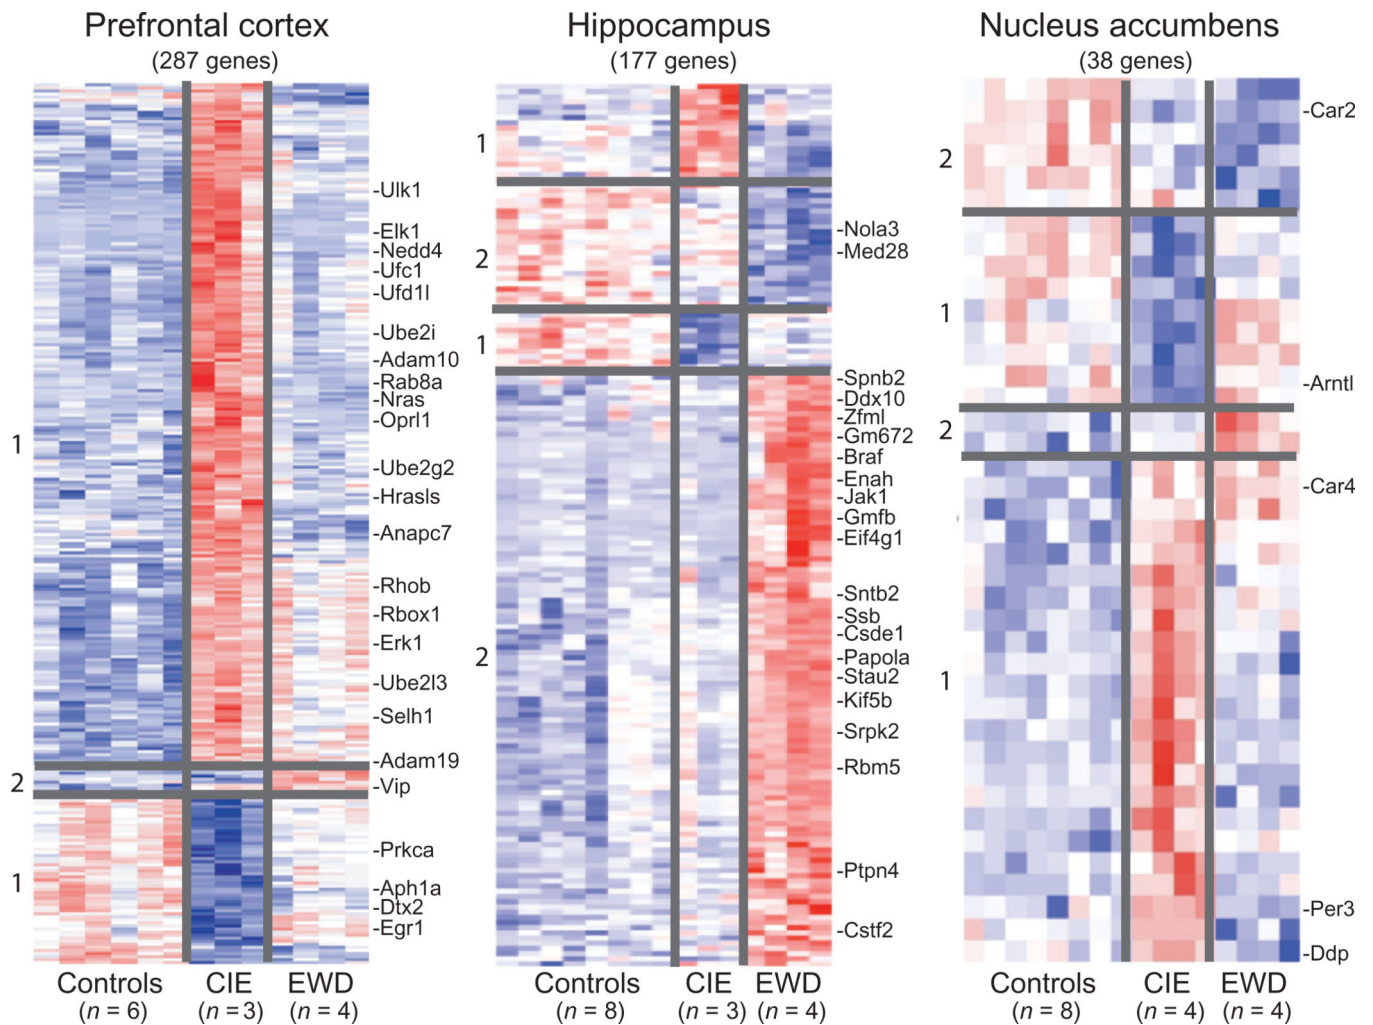 Prefrontal cortex
(287 genes)
1
2
1
-Ulk1
-Elk1
-Nedd4
-Ufc1
-Ufd1l
-Ube2i
-Adam10
-Rab8a
-Nras
-Oprl1
-Ube2g2
-Hrasls
-Anapc7
-Rhob
-Rbox1
-Erk1
-Ube2l3
-Selh1
-Adam19
-Vip
-Prkca
-Aph1a
-Dtx2
-Egr1
Controls
(n = 6)
CIE
(n = 3)
EWD
(n = 4)
Hippocampus
(177 genes)
1
2
1
2
-Nola3
-Med28
-Spnb2
-Ddx10
-Zfml
-Gm672
-Braf
-Enah
-Jak1
-Gmfb
-Eif4g1
-Sntb2
-Ssb
-Csde1
-Papola
-Stau2
-Kif5b
-Srpk2
-Rbm5
-Ptpn4
-Cstf2
Controls
(n = 8)
CIE
(n = 3)
EWD
(n = 4)
Nucleus accumbens
(38 genes)
2
1
2
1
-Car2
-Arntl
-Car4
-Per3
-Ddp
Controls
(n = 8)
CIE
(n = 4)
EWD
(n = 4)